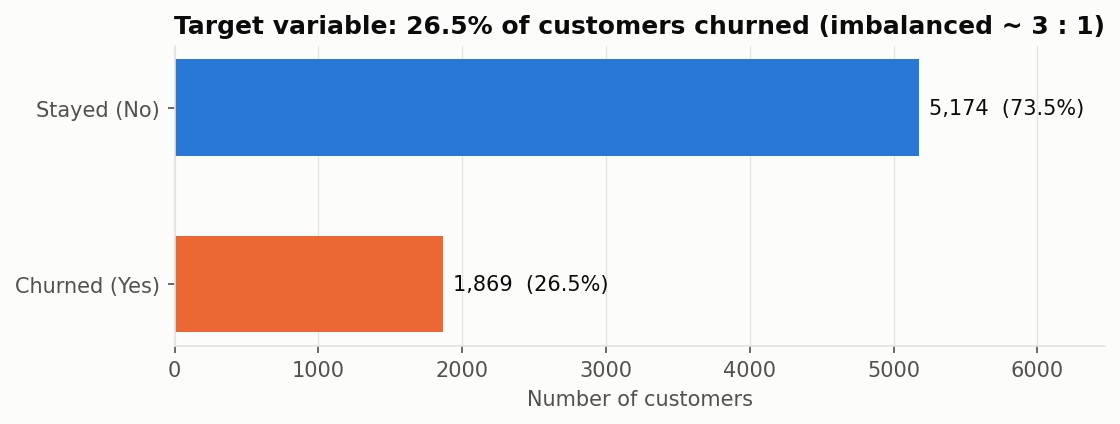 Target variable: 26.5% of customers churned (imbalanced ~ 3 : 1)
Stayed (No)
5,174  (73.5%)
Churned (Yes)
1,869  (26.5%)
0 1000 2000 3000 4000 5000 6000
Number of customers